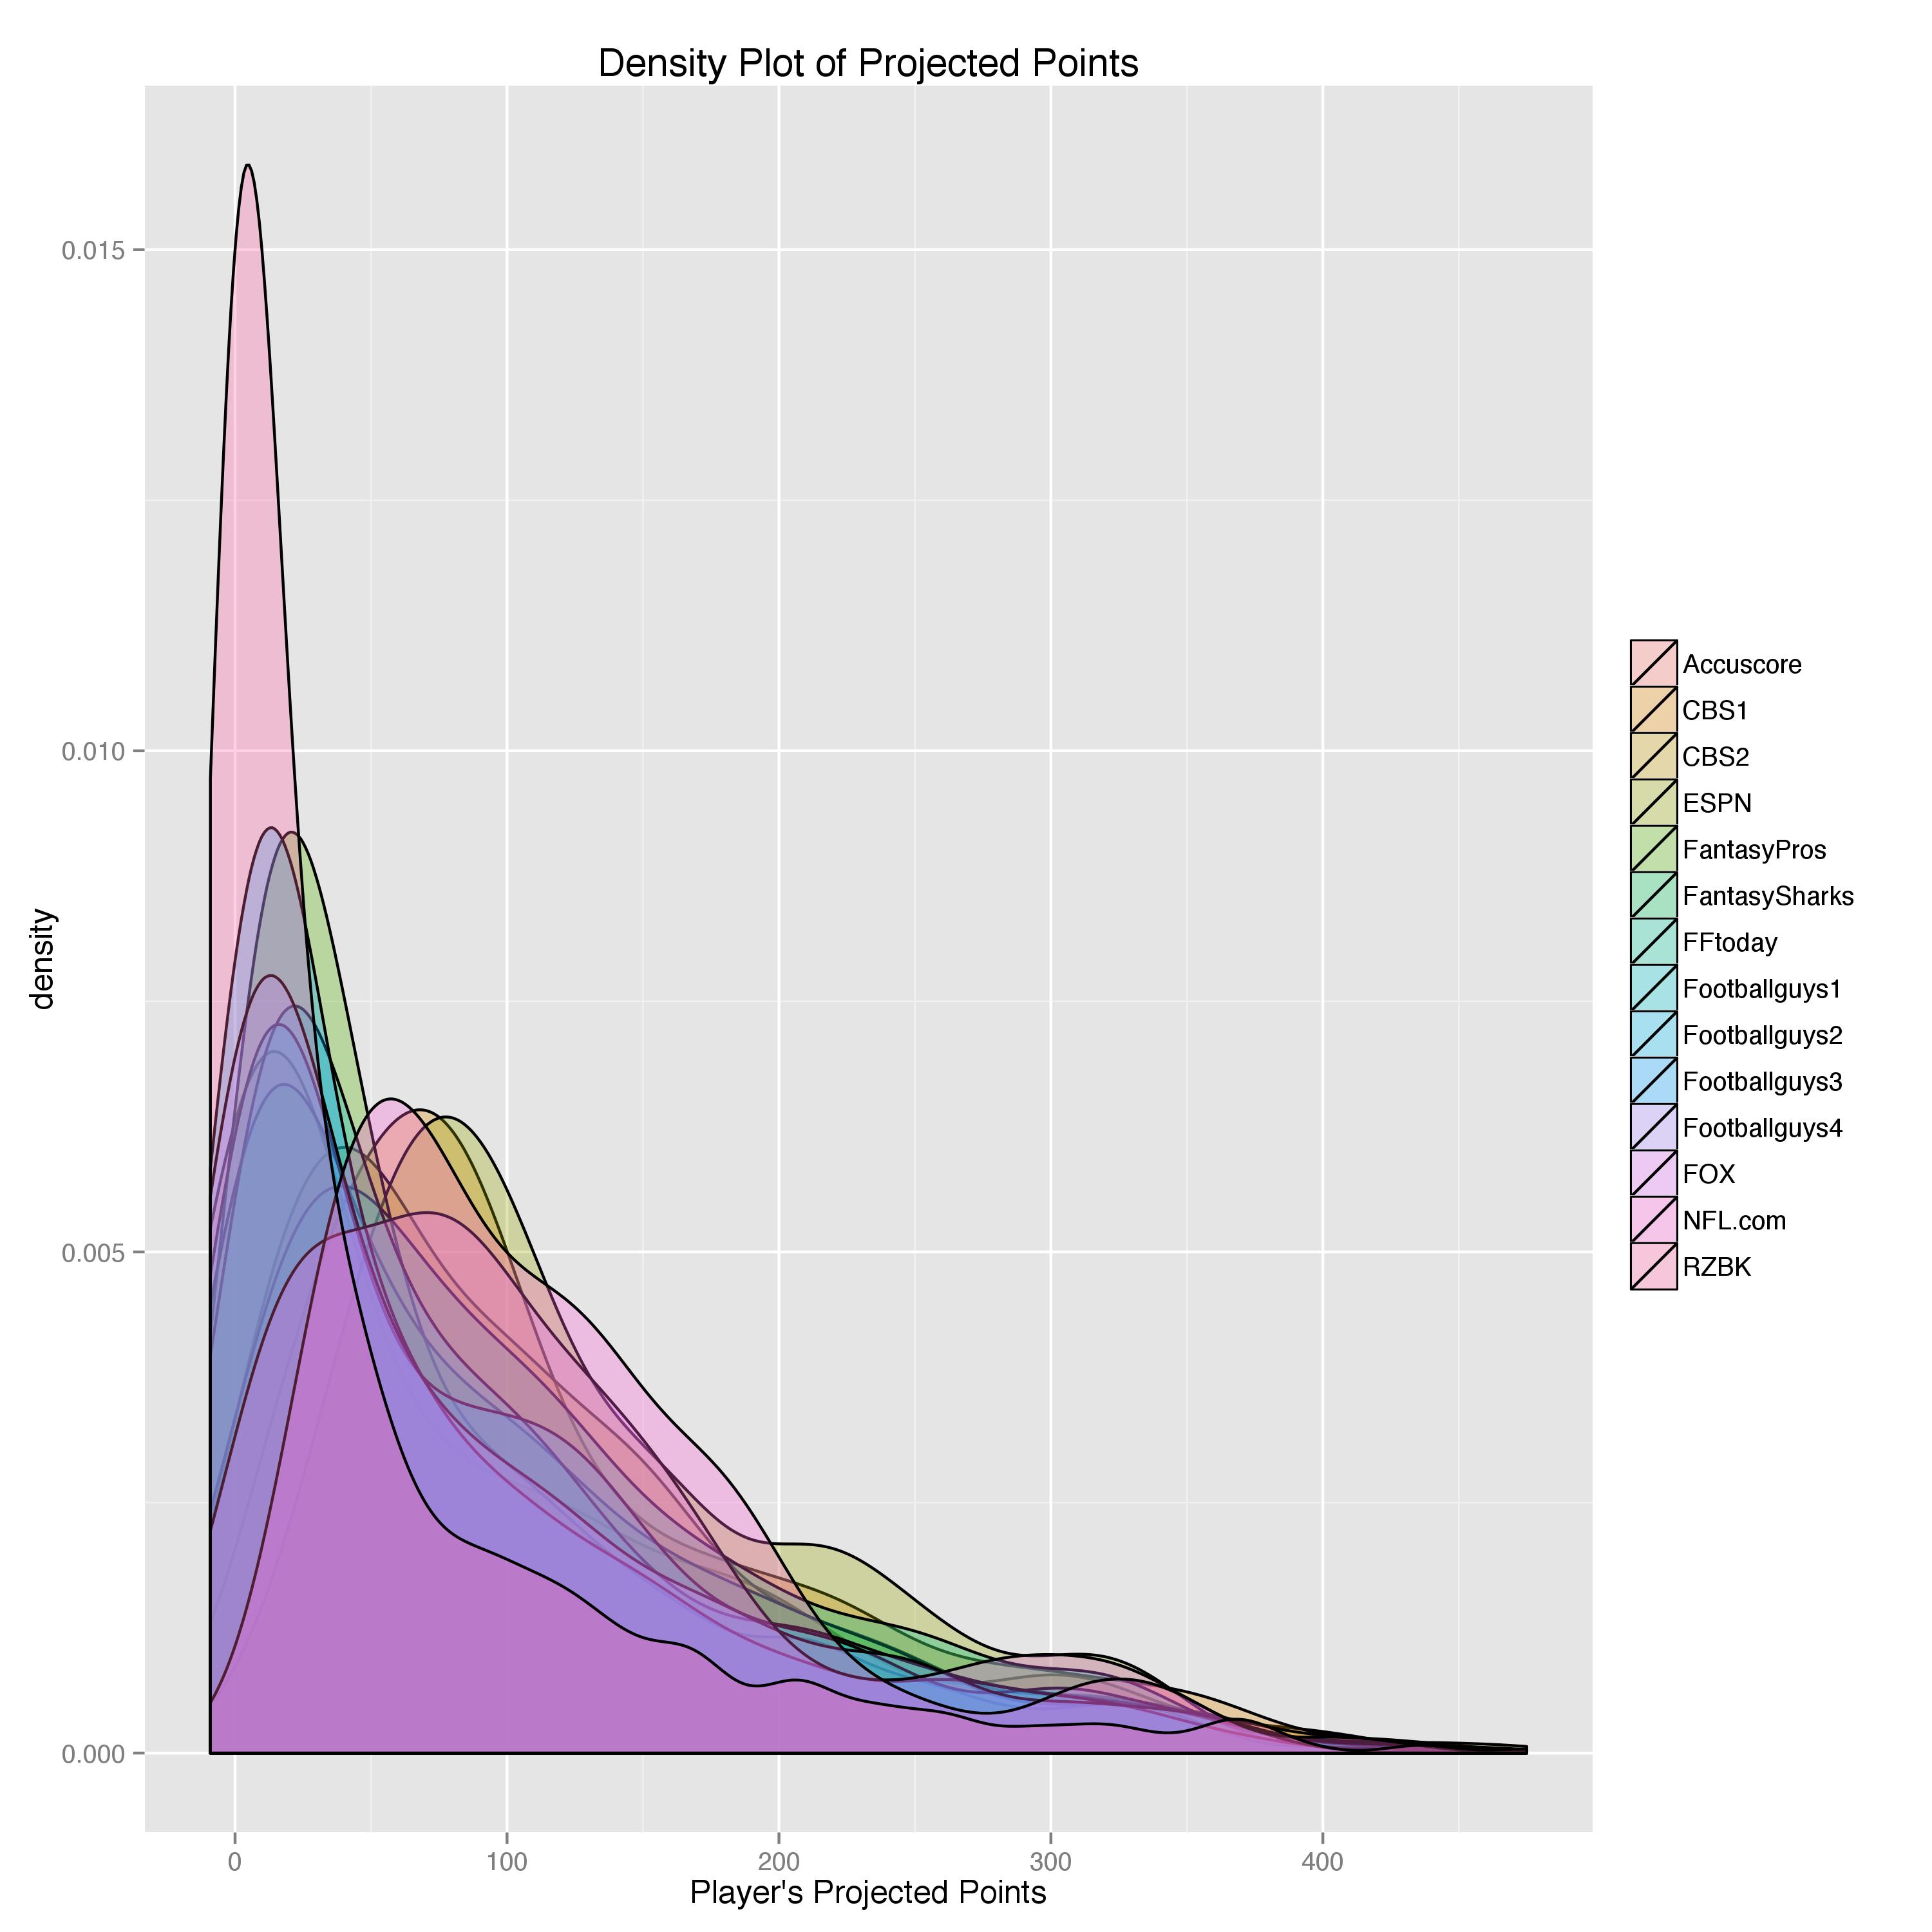 Density Plot of Projected Points
density
0.015
0.010
0.005
0.000
0 100 200 300 400
Player's Projected Points
Accuscore
CBS1
CBS2
ESPN
FantasyPros
FantasySharks
FFtoday
Footballguys1
Footballguys2
Footballguys3
Footballguys4
FOX
NFL.com
RZBK